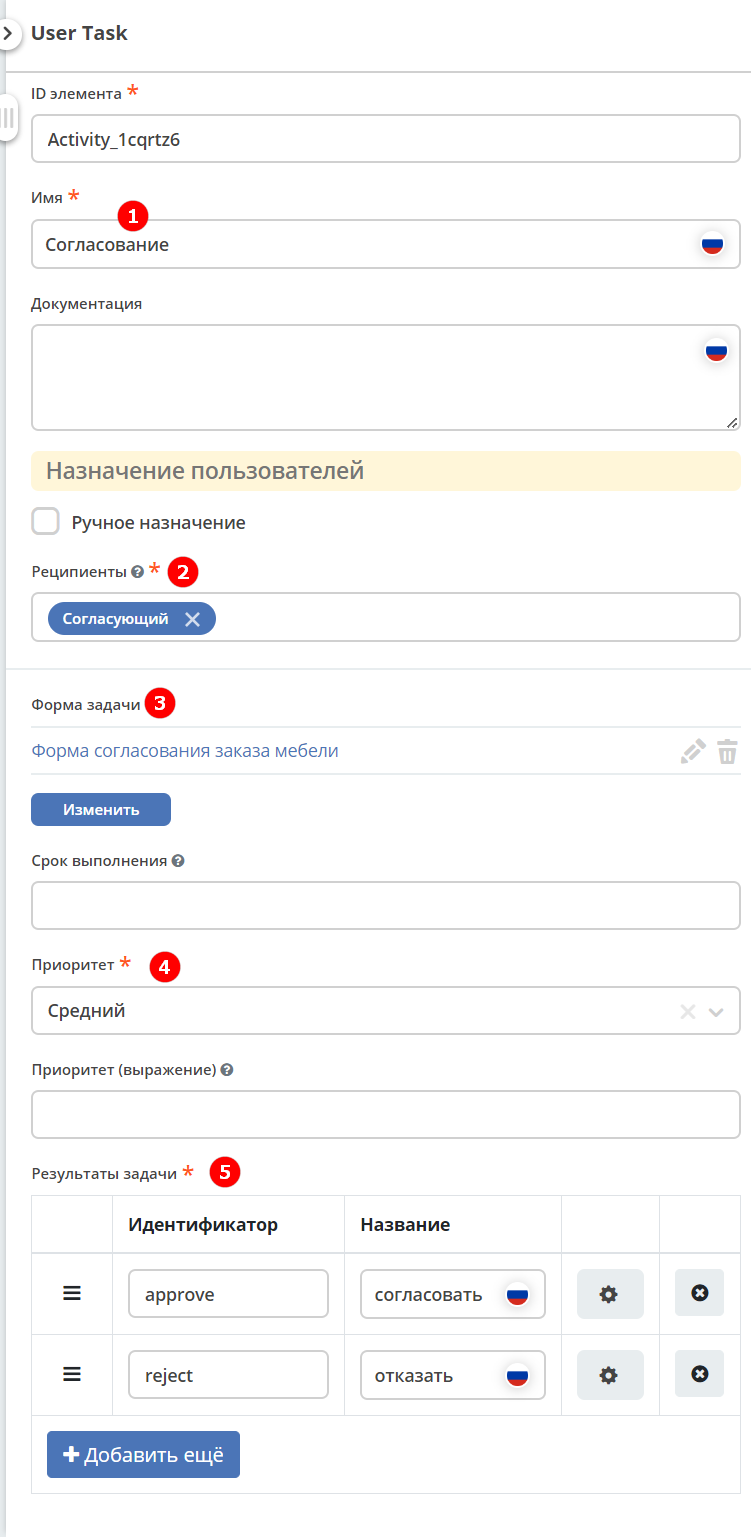 User Task
ID элемента *
Activity_1cqrtz6
Имя *
1
Согласование
Документация
Назначение пользователей
Ручное назначение
Реципиенты ? * 2
Согласующий
Форма задачи 3
Форма согласования заказа мебели
Изменить
Срок выполнения ?
Приоритет * 4
Средний
Приоритет (выражение) ?
Результаты задачи * 5
Идентификатор Название
approve согласовать
reject отказать
+ Добавить ещё